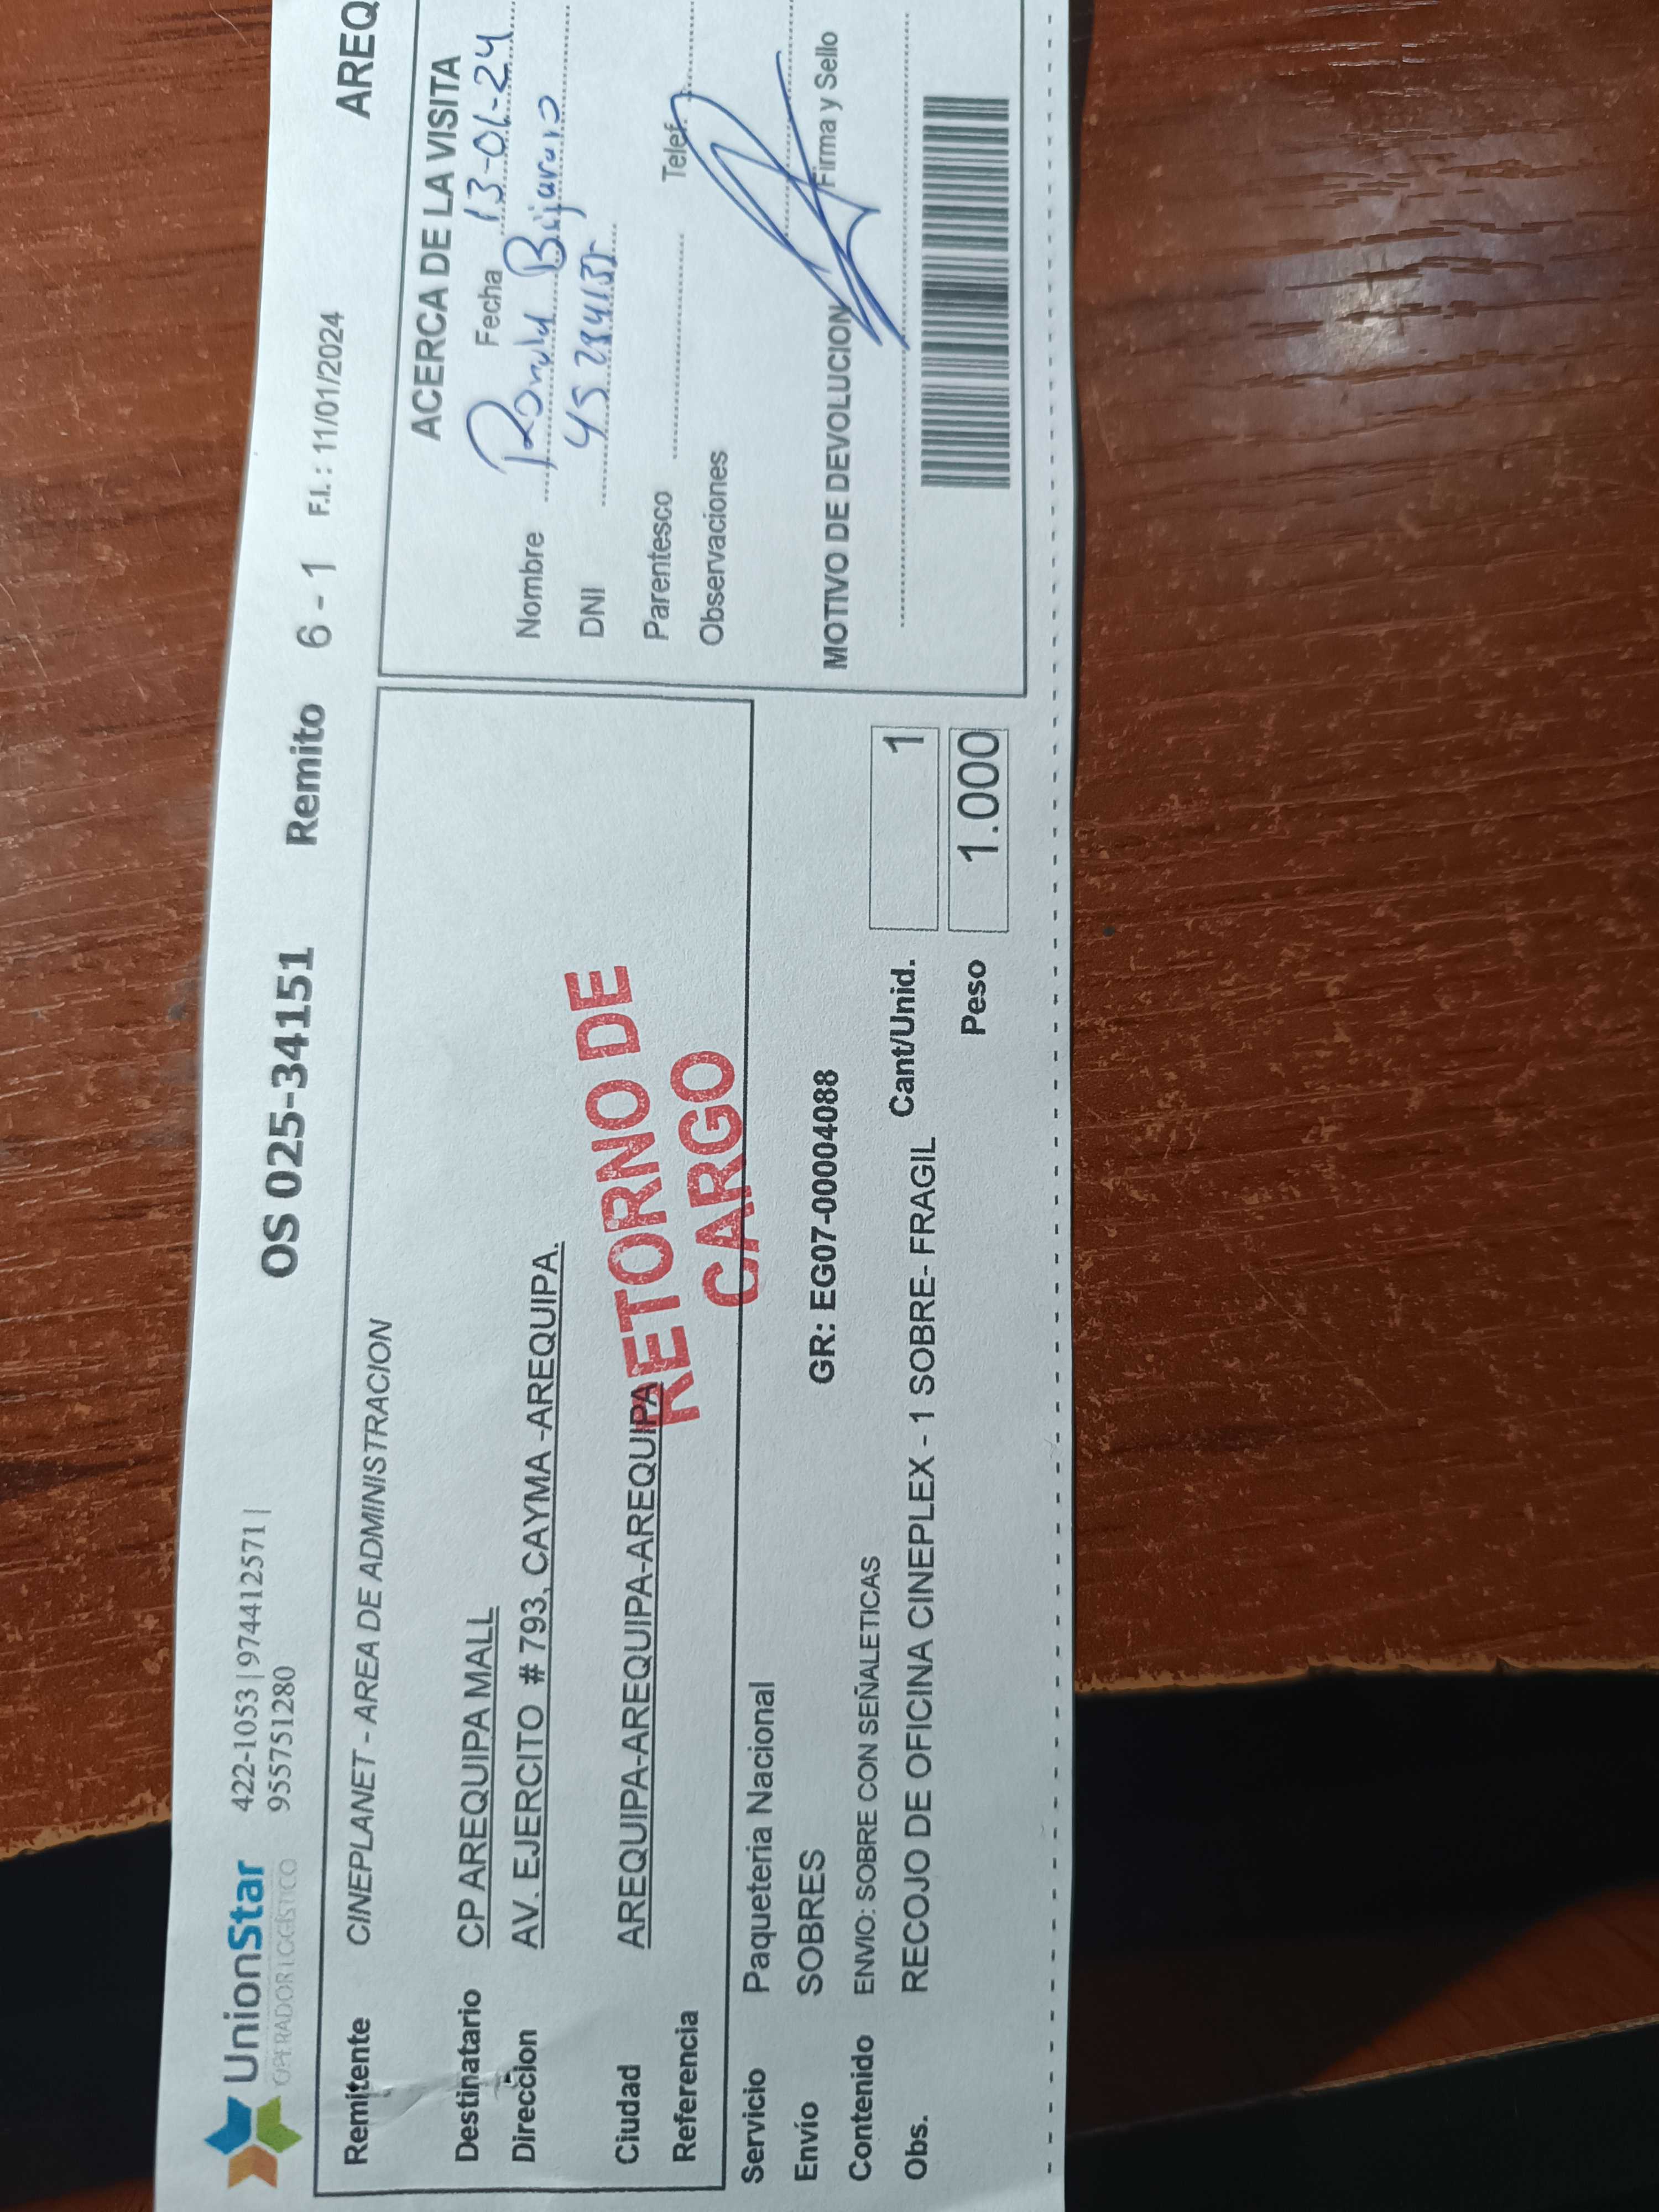 UnionStar
OPERADOR LOGÍSTICO
422-1053 | 974412571 |
955751280
OS 025-34151 Remito 6 - 1 F.I. : 11/01/2024 AREQ
Remitente CINEPLANET - AREA DE ADMINISTRACION
Destinatario CP AREQUIPA MALL
Direccion AV. EJERCITO # 793, CAYMA -AREQUIPA.
Ciudad AREQUIPA-AREQUIPA-AREQUIPA
Referencia
RETORNO DE
CARGO
Servicio Paqueteria Nacional
Envío SOBRES
GR: EG07-00004088
Contenido ENVIO: SOBRE CON SEÑALETICAS
Obs. RECOJO DE OFICINA CINEPLEX - 1 SOBRE- FRAGIL
Cant/Unid. 1
Peso 1.000
ACERCA DE LA VISITA
Fecha 13-01-24
Nombre Ronald
DNI
Parentesco Telef.
Observaciones
Firma y Sello
MOTIVO DE DEVOLUCION